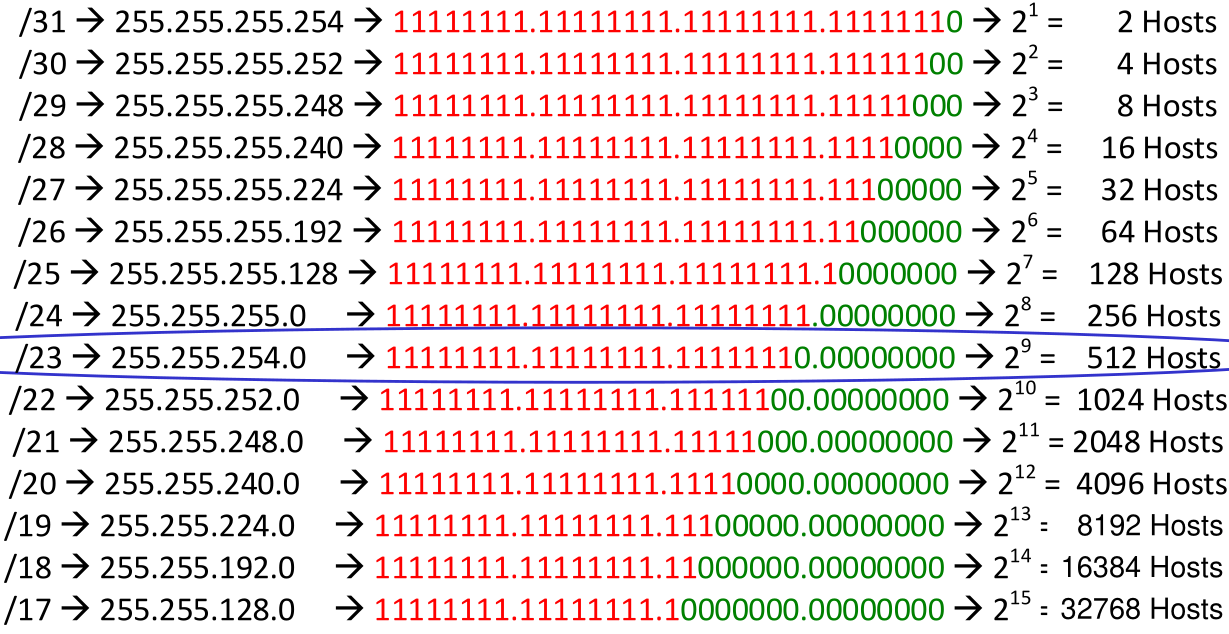 /31 → 255.255.255.254 → 11111111.11111111.11111111.11111110 → 2^1 = 2 Hosts
/30 → 255.255.255.252 → 11111111.11111111.11111111.11111100 → 2^2 = 4 Hosts
/29 → 255.255.255.248 → 11111111.11111111.11111111.11111000 → 2^3 = 8 Hosts
/28 → 255.255.255.240 → 11111111.11111111.11111111.11110000 → 2^4 = 16 Hosts
/27 → 255.255.255.224 → 11111111.11111111.11111111.11100000 → 2^5 = 32 Hosts
/26 → 255.255.255.192 → 11111111.11111111.11111111.11000000 → 2^6 = 64 Hosts
/25 → 255.255.255.128 → 11111111.11111111.11111111.10000000 → 2^7 = 128 Hosts
/24 → 255.255.255.0 → 11111111.11111111.11111111.00000000 → 2^8 = 256 Hosts
/23 → 255.255.254.0 → 11111111.11111111.11111110.00000000 → 2^9 = 512 Hosts
/22 → 255.255.252.0 → 11111111.11111111.11111100.00000000 → 2^10 = 1024 Hosts
/21 → 255.255.248.0 → 11111111.11111111.11111000.00000000 → 2^11 = 2048 Hosts
/20 → 255.255.240.0 → 11111111.11111111.11110000.00000000 → 2^12 = 4096 Hosts
/19 → 255.255.224.0 → 11111111.11111111.11100000.00000000 → 2^13 = 8192 Hosts
/18 → 255.255.192.0 → 11111111.11111111.11000000.00000000 → 2^14 = 16384 Hosts
/17 → 255.255.128.0 → 11111111.11111111.10000000.00000000 → 2^15 = 32768 Hosts